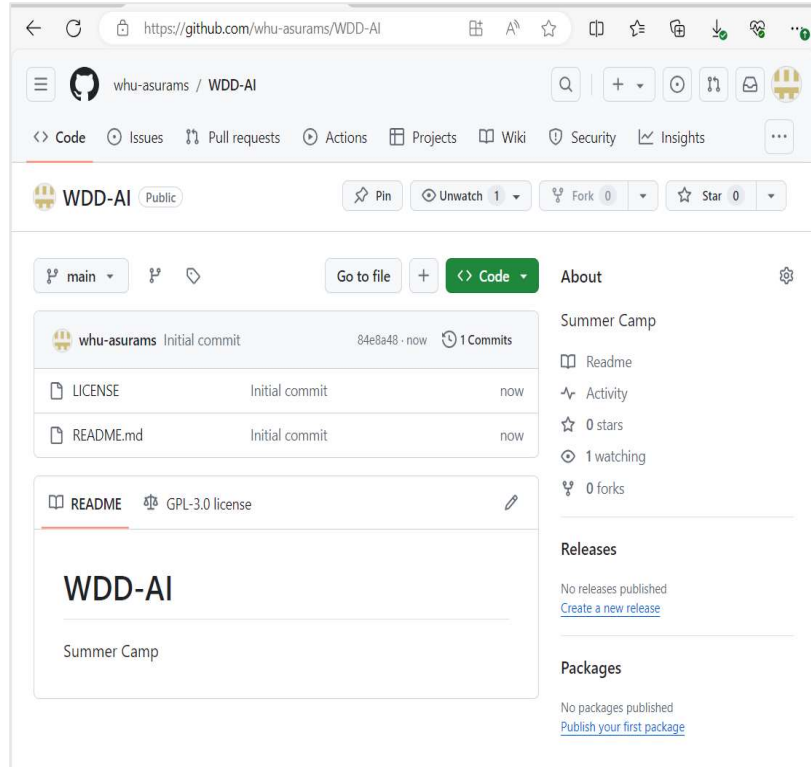 https://github.com/whu-asurams/WDD-AI
whu-asurams / WDD-AI
Code Issues Pull requests Actions Projects Wiki Security Insights
WDD-AI Public Pin Unwatch 1 Fork 0 Star 0
main Go to file Code
whu-asurams Initial commit 84e8a48 · now 1 Commits
LICENSE Initial commit now
README.md Initial commit now
README GPL-3.0 license
WDD-AI
Summer Camp
About
Summer Camp
Readme
Activity
0 stars
1 watching
0 forks
Releases
No releases published
Create a new release
Packages
No packages published
Publish your first package